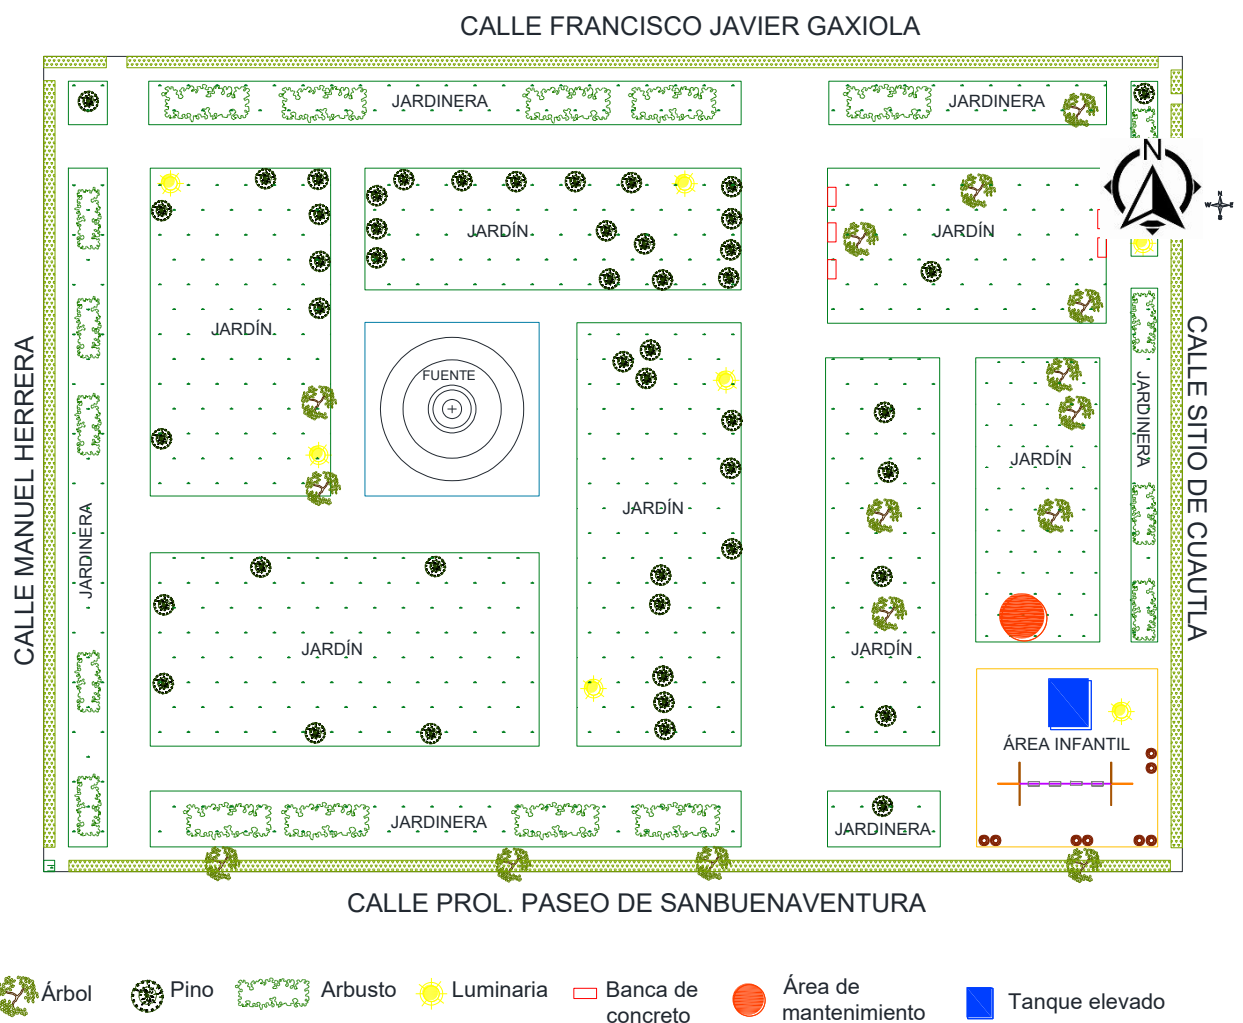 CALLE FRANCISCO JAVIER GAXIOLA
JARDINERA
JARDINERA
N
N
W E
S
JARDÍN
JARDÍN
JARDÍN
FUENTE
CALLE MANUEL HERRERA
JARDINERA
JARDÍN
JARDÍN
JARDINERA
CALLE SITIO DE CUAUTLA
JARDÍN
JARDÍN
JARDÍN
ÁREA INFANTIL
JARDINERA
JARDINERA
CALLE PROL. PASEO DE SANBUENAVENTURA
Árbol
Pino
Arbusto
Luminaria
Banca de
concreto
Área de
mantenimiento
Tanque elevado